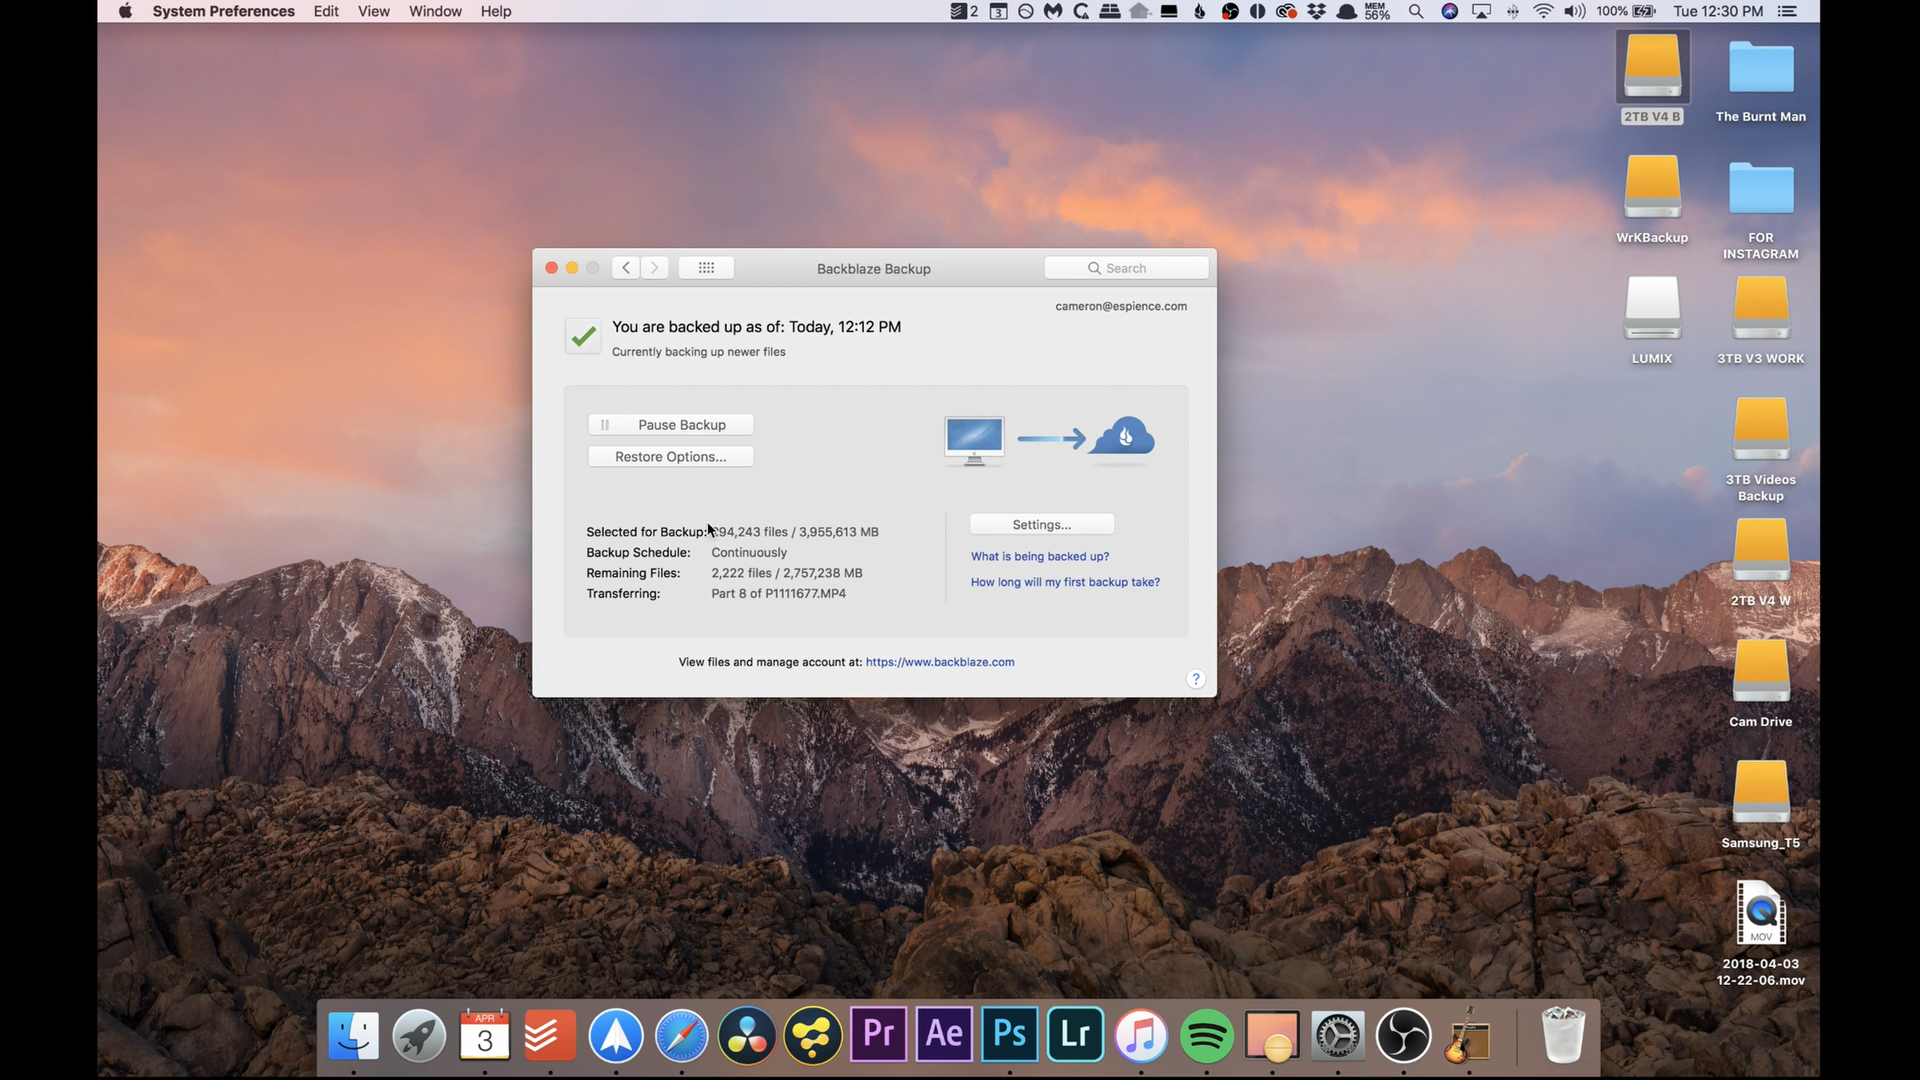 System Preferences Edit View Window Help
2 3 MEM 56% 100% Tue 12:30 PM
2TB V4 B
The Burnt Man
WrKBackup
FOR
INSTAGRAM
LUMIX
3TB V3 WORK
3TB Videos
Backup
2TB V4 W
Cam Drive
Samsung_T5
MOV
2018-04-03
12-22-06.mov
Backblaze Backup
Search
cameron@espience.com
You are backed up as of: Today, 12:12 PM
Currently backing up newer files
Pause Backup
Restore Options...
Selected for Backup: 94,243 files / 3,955,613 MB
Backup Schedule: Continuously
Remaining Files: 2,222 files / 2,757,238 MB
Transferring: Part 8 of P1111677.MP4
Settings...
What is being backed up?
How long will my first backup take?
View files and manage account at: https://www.backblaze.com
?
APR
3
Pr Ae Ps Lr